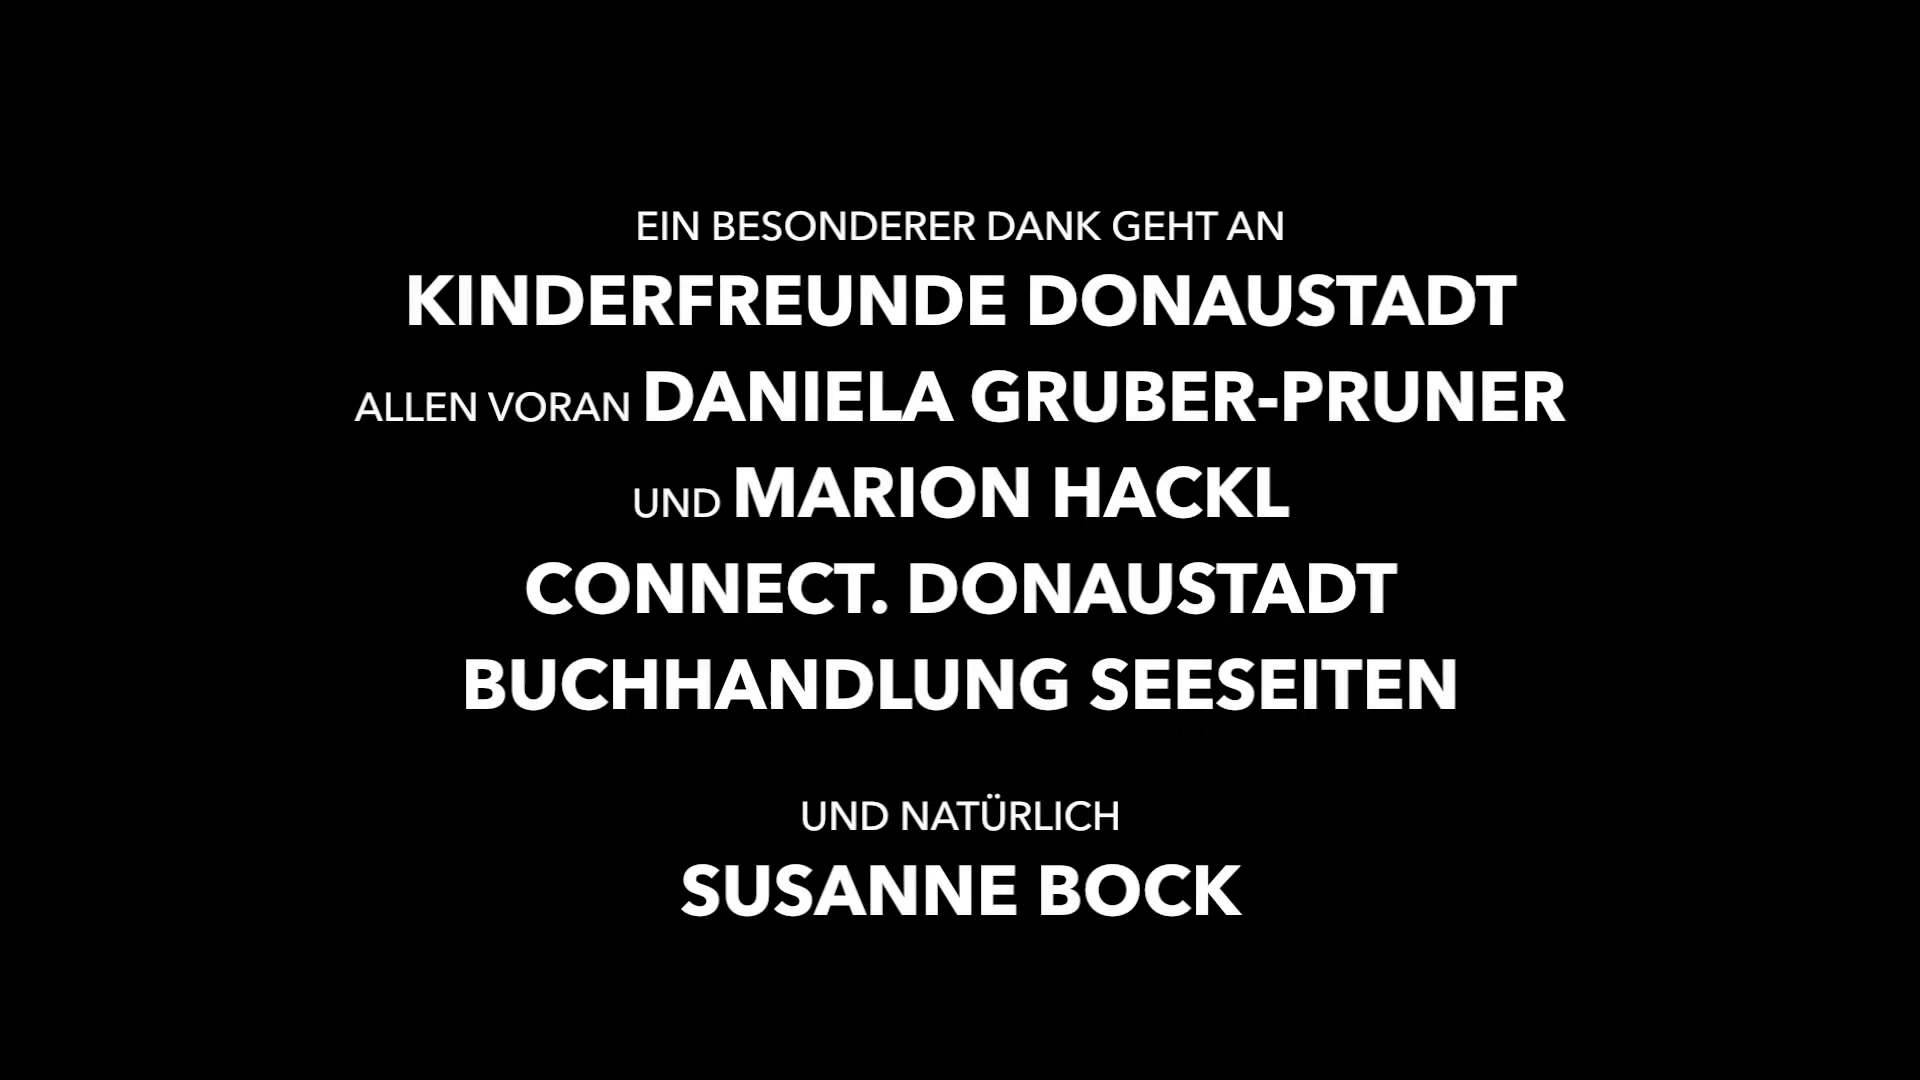 EIN BESONDERER DANK GEHT AN
KINDERFREUNDE DONAUSTADT
ALLEN VORAN DANIELA GRUBER-PRUNER
UND MARION HACKL
CONNECT. DONAUSTADT
BUCHHANDLUNG SEESEITEN
UND NATÜRLICH
SUSANNE BOCK